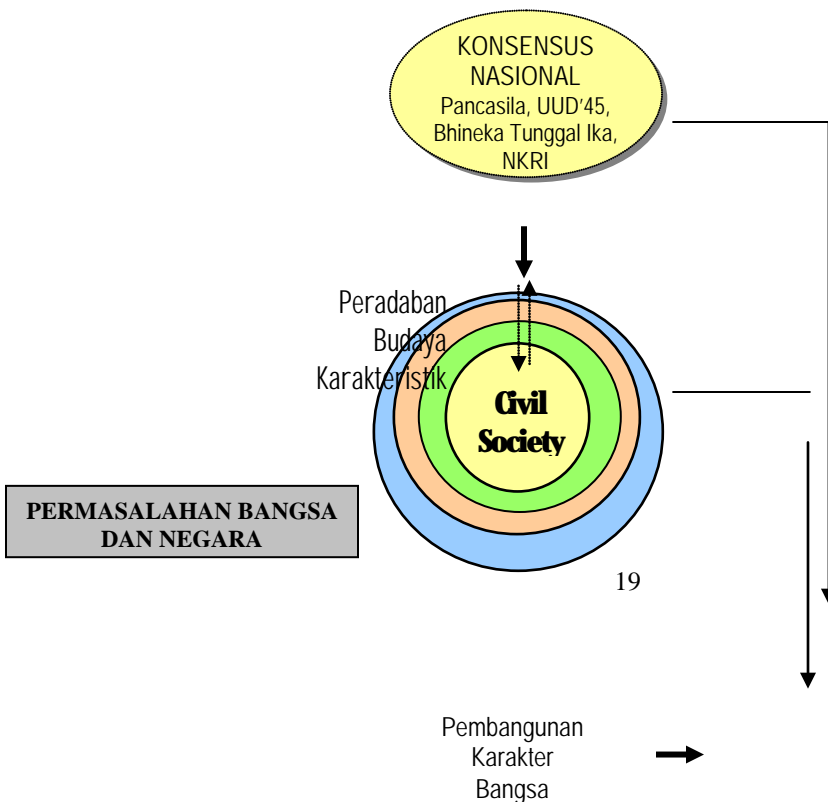 KONSENSUS
NASIONAL
Pancasila, UUD'45,
Bhineka Tunggal Ika,
NKRI
Peradaban
Budaya
Karakteristik
Civil
Society
PERMASALAHAN BANGSA
DAN NEGARA
19
Pembangunan
Karakter
Bangsa